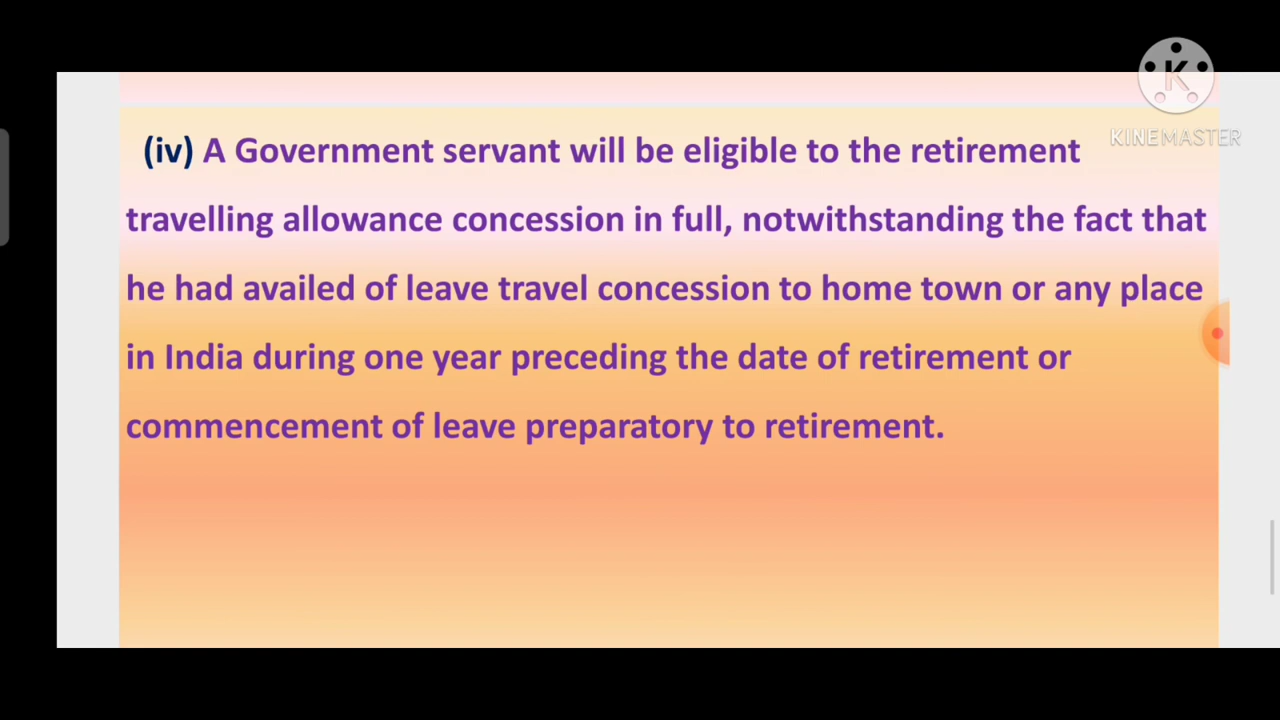 K
KINEMASTER
(iv) A Government servant will be eligible to the retirement
travelling allowance concession in full, notwithstanding the fact that
he had availed of leave travel concession to home town or any place
in India during one year preceding the date of retirement or
commencement of leave preparatory to retirement.